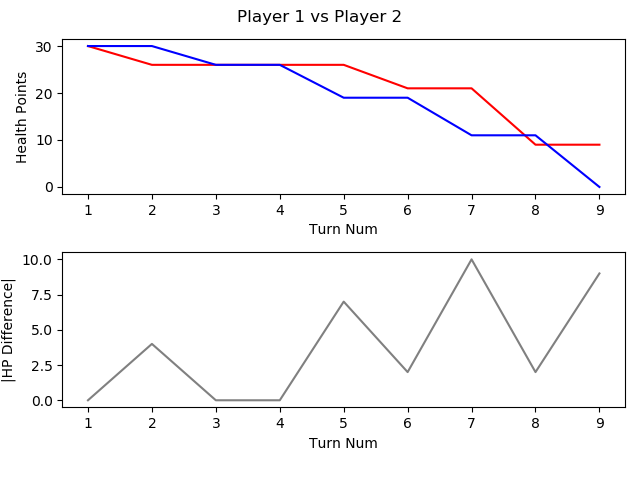 Player 1 vs Player 2
30
20
10
0
Health Points
1 2 3 4 5 6 7 8 9
Turn Num
10.0
7.5
5.0
2.5
0.0
|HP Difference|
1 2 3 4 5 6 7 8 9
Turn Num